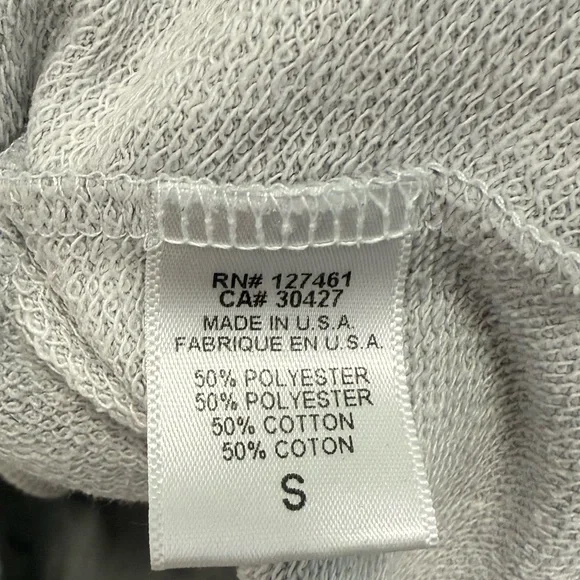 RN# 127461
CA# 30427
MADE IN U.S.A.
FABRIQUE EN U.S.A.
50% POLYESTER
50% POLYESTER
50% COTTON
50% COTON
S